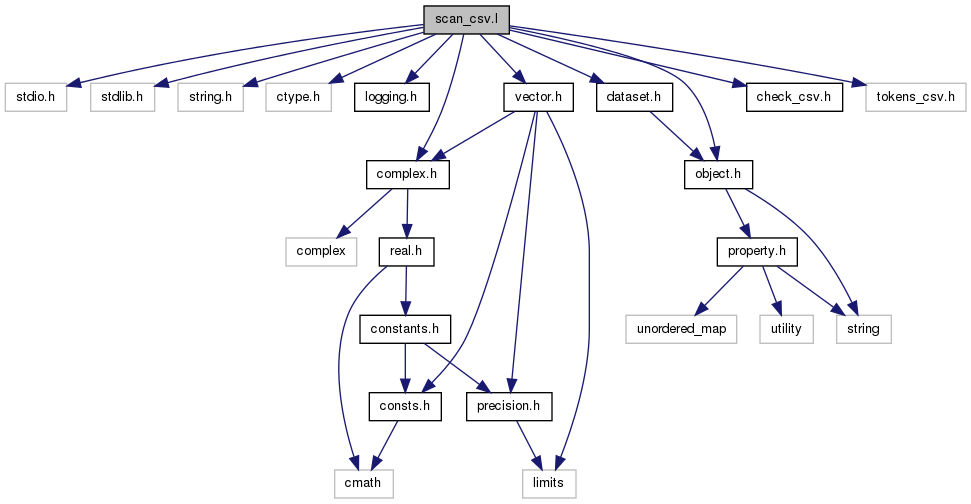 scan_csv.l
stdio.h
stdlib.h
string.h
ctype.h
logging.h
vector.h
dataset.h
check_csv.h
tokens_csv.h
complex.h
object.h
complex
real.h
property.h
constants.h
unordered_map
utility
string
consts.h
precision.h
cmath
limits